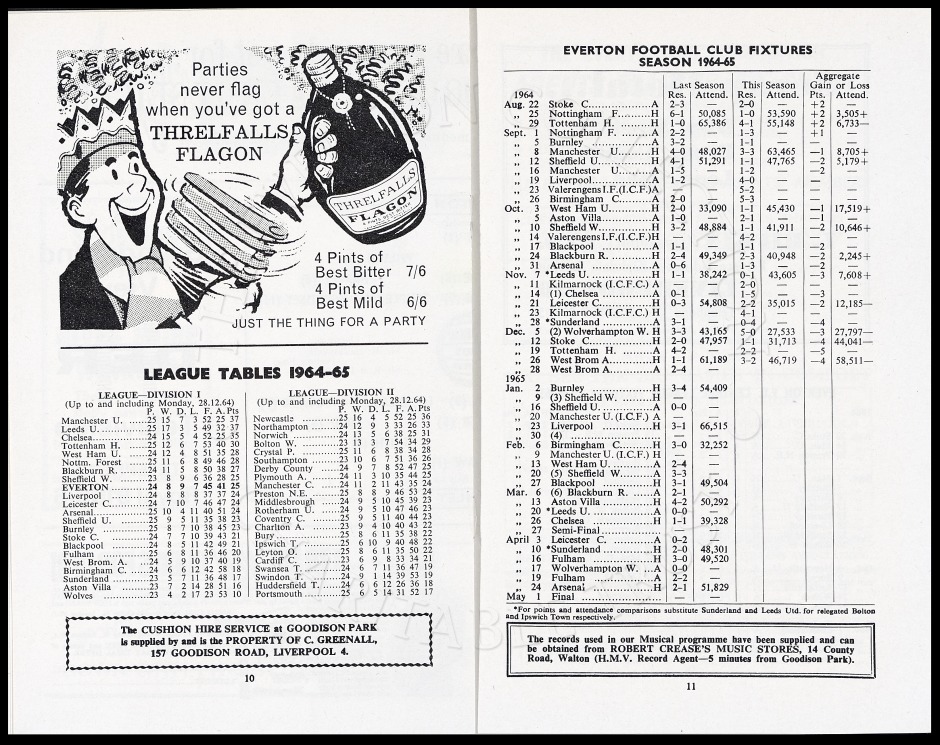 Parties
never flag
when you've got a
THRELFALLS
FLAGON
THRELFALLS
FLAGON
4 Pints of
Best Bitter 7/6
4 Pints of
Best Mild 6/6
JUST THE THING FOR A PARTY
LEAGUE TABLES 1964-65
LEAGUE—DIVISION I
(Up to and including Monday, 28.12.64)
P. W. D. L. F. A. Pts
Manchester U. ......25 15 7 3 52 25 37
Leeds U. ..............25 17 3 5 49 32 37
Chelsea................24 15 5 4 52 25 35
Tottenham H. ......25 12 6 7 53 40 30
West Ham U. ......24 12 4 8 51 35 28
Nottm. Forest ......25 11 6 8 49 46 28
Blackburn R. ........24 11 5 8 50 38 27
Sheffield W. ..........23 8 9 6 36 28 25
EVERTON ..........24 8 9 7 45 41 25
Liverpool ............24 8 8 8 37 37 24
Leicester C...........24 7 10 7 46 47 24
Arsenal................25 10 4 11 40 51 24
Sheffield U. ..........25 9 5 11 35 38 23
Burnley ..............25 8 7 10 38 45 23
Stoke C. ..............24 7 7 10 39 43 21
Blackpool ............24 8 5 11 42 49 21
Fulham ..............25 6 8 11 36 46 20
West Brom. A. ......24 5 9 10 37 40 19
Birmingham C. ......24 6 6 12 42 58 18
Sunderland ..........23 5 7 11 36 48 17
Aston Villa ..........23 7 2 14 28 51 16
Wolves ..............23 4 2 17 23 53 10
LEAGUE—DIVISION II
(Up to and including Monday, 28.12.64)
P. W. D. L. F. A. Pts
Newcastle ............25 16 4 5 52 25 36
Northampton ........24 12 9 3 33 26 33
Norwich ..............24 13 5 6 38 25 31
Bolton W. ............23 13 3 7 54 34 29
Crystal P. ............25 11 6 8 38 34 28
Southampton ........23 10 6 7 51 36 26
Derby County ......24 9 7 8 52 47 25
Plymouth A. ........24 11 3 10 35 44 25
Manchester C. ......24 11 2 11 43 35 24
Preston N.E. ........25 8 8 9 46 53 24
Middlesbrough ......24 9 5 10 45 39 23
Rotherham U. ......24 9 5 10 47 46 23
Coventry C. ..........25 9 5 11 40 44 23
Charlton A. ..........23 9 4 10 40 43 22
Bury ..................25 8 6 11 35 38 22
Ipswich T. ............25 6 10 9 40 48 22
Leyton O. ............25 8 6 11 35 50 22
Cardiff C. ............23 6 9 8 33 34 21
Swansea T. ..........24 6 7 11 36 47 19
Swindon T. ..........24 9 1 14 39 53 19
Huddersfield T. ......24 6 6 12 26 36 18
Portsmouth ..........25 6 5 14 31 52 17
The CUSHION HIRE SERVICE at GOODISON PARK
is supplied by and is the PROPERTY OF C. GREENALL,
157 GOODISON ROAD, LIVERPOOL 4.
10
EVERTON FOOTBALL CLUB FIXTURES
SEASON 1964-65
Aggregate
Last Season This Season Gain or Loss
1964 Res. Attend. Res. Attend. Pts. Attend.
Aug. 22 Stoke C...............A 2-3 — 2-0 — +2 —
,, 25 Nottingham F.........H 6-1 50,085 1-0 53,590 +2 3,505+
,, 29 Tottenham H. ........H 1-0 65,386 4-1 55,148 +2 6,733—
Sept. 1 Nottingham F. ........A 2-2 — 1-3 — +1 —
,, 5 Burnley ..............A 3-2 — 1-1 — — —
,, 8 Manchester U.........H 4-0 48,027 3-3 63,465 —1 8,705+
,, 12 Sheffield U.............H 4-1 51,291 1-1 47,765 —2 5,179+
,, 16 Manchester U.........A 1-5 — 1-2 — —2 —
,, 19 Liverpool..............A 1-2 — 4-0 — — —
,, 23 Valerengens I.F.(I.C.F.)A 5-2 — — —
,, 26 Birmingham C.........A 2-0 — 5-3 — — —
Oct. 3 West Ham U...........H 2-0 33,090 1-1 45,430 —1 17,519+
,, 5 Aston Villa............A 1-0 — 2-1 — —1 —
,, 10 Sheffield W.............H 3-2 48,884 1-1 41,911 —2 10,646+
,, 14 Valerengens I.F.(I.C.F.)H — 4-2 — — —
,, 17 Blackpool ............A 1-1 — 1-1 — —2 —
,, 24 Blackburn R. ..........H 2-4 49,349 2-3 40,948 —2 2,245+
,, 31 Arsenal ..............A 0-6 — 1-3 — —2 —
Nov. 7 *Leeds U. ............H 1-1 38,242 0-1 43,605 —3 7,608+
,, 11 Kilmarnock (I.C.F.C.) A 2-0 — — —
,, 14 (1) Chelsea ............A 0-1 — 1-5 — —3 —
,, 21 Leicester C.............H 0-3 54,808 2-2 35,015 —2 12,185—
,, 23 Kilmarnock (I.C.F.C.) H 4-1 — — —
,, 28 *Sunderland ..........A 3-1 — 0-4 — —4 —
Dec. 5 (2) Wolverhampton W. H 3-3 43,165 5-0 27,533 —3 27,797—
,, 12 Stoke C...............H 2-0 47,957 1-1 31,713 —4 44,041—
,, 19 Tottenham H. ........A 4-2 — 2-2 — —5 —
,, 26 West Brom A...........H 1-1 61,189 3-2 46,719 —4 58,511—
,, 28 West Brom A...........A 2-4 —
1965
Jan. 2 Burnley ..............H 3-4 54,409
,, 9 (3) Sheffield W. ........H — —
,, 16 Sheffield U.............A 0-0 —
,, 20 Manchester U. (I.C.F.) A — —
,, 23 Liverpool ............H 3-1 66,515
,, 30 (4) ...................... — —
Feb. 6 Birmingham C.........H 3-0 32,252
,, 9 Manchester U. (I.C.F.) H — —
,, 13 West Ham U...........A 2-4 —
,, 20 (5) Sheffield W.........A 3-3 —
,, 27 Blackpool ............H 3-1 49,504
Mar. 6 (6) Blackburn R. ......A 2-1 —
,, 13 Aston Villa ..........H 4-2 50,292
,, 20 *Leeds U. ............A 0-0 —
,, 26 Chelsea ..............H 1-1 39,328
,, 27 Semi-Final............ — —
April 3 Leicester C. ..........A 0-2 —
,, 10 *Sunderland ..........H 2-0 48,301
,, 16 Fulham ..............H 3-0 49,520
,, 17 Wolverhampton W. ....A 0-0 —
,, 19 Fulham ..............A 2-2 —
,, 24 Arsenal ..............H 2-1 51,829
May 1 Final .................. — —
*For points and attendance comparisons substitute Sunderland and Leeds Utd. for relegated Bolton
and Ipswich Town respectively.
The records used in our Musical programme have been supplied and can
be obtained from ROBERT CREASE'S MUSIC STORES, 14 County
Road, Walton (H.M.V. Record Agent—5 minutes from Goodison Park).
11